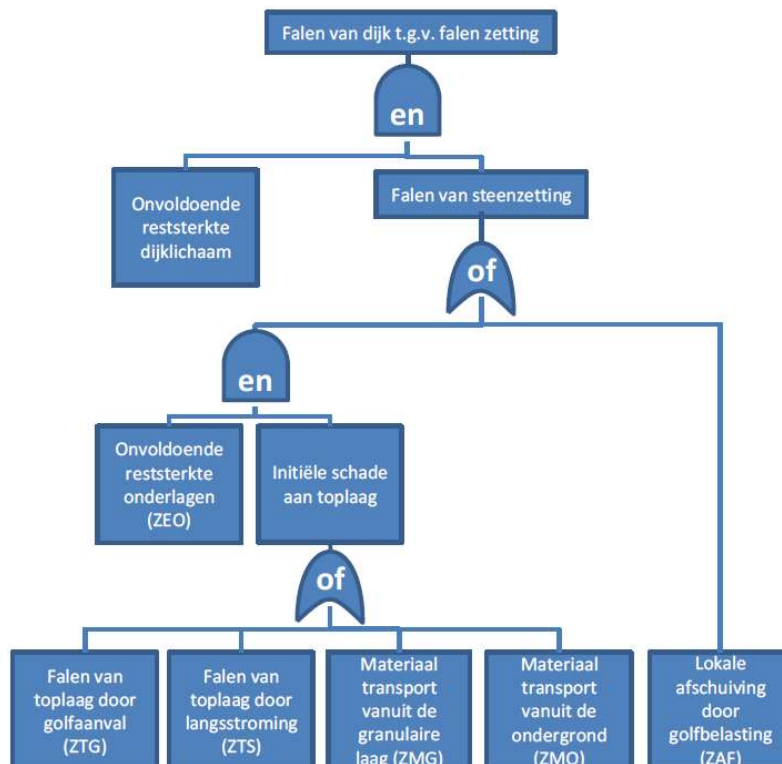 Falen van dijk t.g.v. falen zetting
en
Onvoldoende
reststerkte
dijklichaam
Falen van steenzetting
of
en
Onvoldoende
reststerkte
onderlagen
(ZEO)
Initiële schade
aan toplaag
of
Falen van
toplaag door
golfaanval
(ZTG)
Falen van
toplaag door
langsstroming
(ZTS)
Materiaal
transport
vanuit de
granulaire
laag (ZMG)
Materiaal
transport
vanuit de
ondergrond
(ZMO)
Lokale
afschuiving
door
golfbelasting
(ZAF)